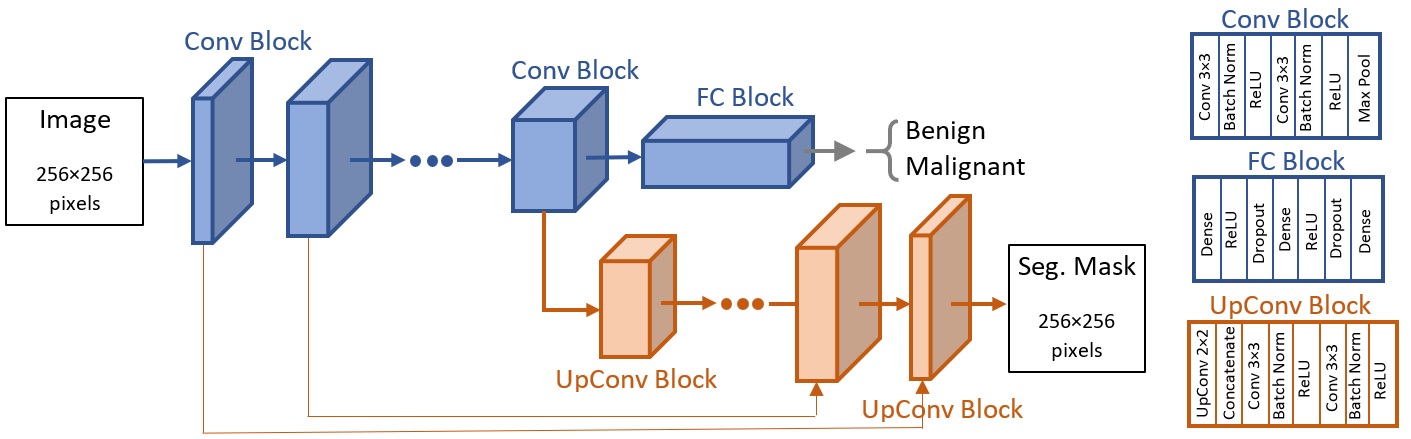 Conv Block
Image
256×256
pixels
Conv Block
FC Block
Benign
Malignant
UpConv Block
UpConv Block
Seg. Mask
256×256
pixels
Conv Block
Conv 3×3
Batch Norm
ReLU
Conv 3×3
Batch Norm
ReLU
Max Pool
FC Block
Dense
ReLU
Dropout
Dense
ReLU
Dropout
Dense
UpConv Block
UpConv 2×2
Concatenate
Conv 3×3
Batch Norm
ReLU
Conv 3×3
Batch Norm
ReLU